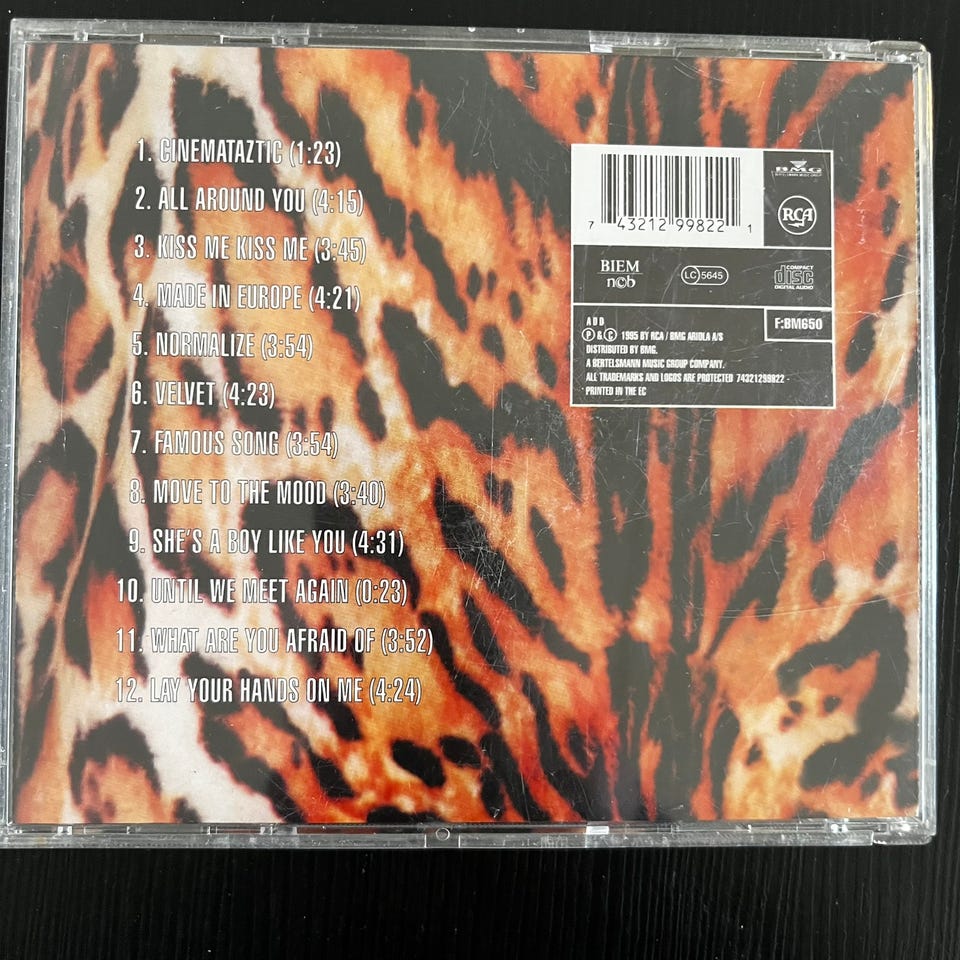 1. CINEMATAZTIC (1:23)
2. ALL AROUND YOU (4:15)
3. KISS ME KISS ME (3:45)
4. MADE IN EUROPE (4:21)
5. NORMALIZE (3:54)
6. VELVET (4:23)
7. FAMOUS SONG (3:54)
8. MOVE TO THE MOOD (3:40)
9. SHE'S A BOY LIKE YOU (4:31)
10. UNTIL WE MEET AGAIN (0:23)
11. WHAT ARE YOU AFRAID OF (3:52)
12. LAY YOUR HANDS ON ME (4:24)
7 43212 99822 1
BMG
BERTELSMANN MUSIC GROUP
RCA
BIEM
n©b
LC 5645
COMPACT
disc
DIGITAL AUDIO
F:BM650
ADD
Ⓟ & © 1995 BY RCA / BMG ARIOLA A/S
DISTRIBUTED BY BMG.
A BERTELSMANN MUSIC GROUP COMPANY.
ALL TRADEMARKS AND LOGOS ARE PROTECTED 74321299822 -
PRINTED IN THE EC